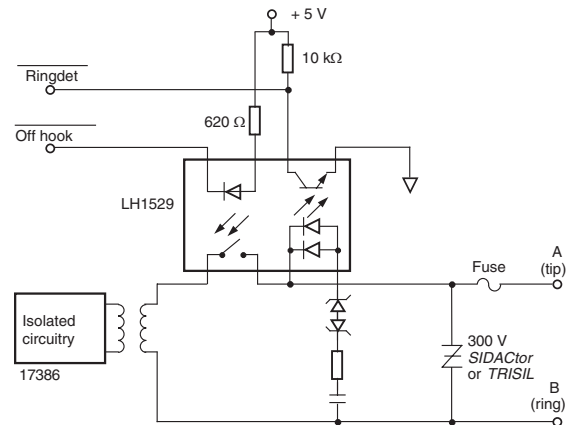 + 5 V
10 kΩ
Ringdet
620 Ω
Off hook
LH1529
Fuse
A
(tip)
Isolated
circuitry
17386
300 V
SIDACtor
or TRISIL
B
(ring)